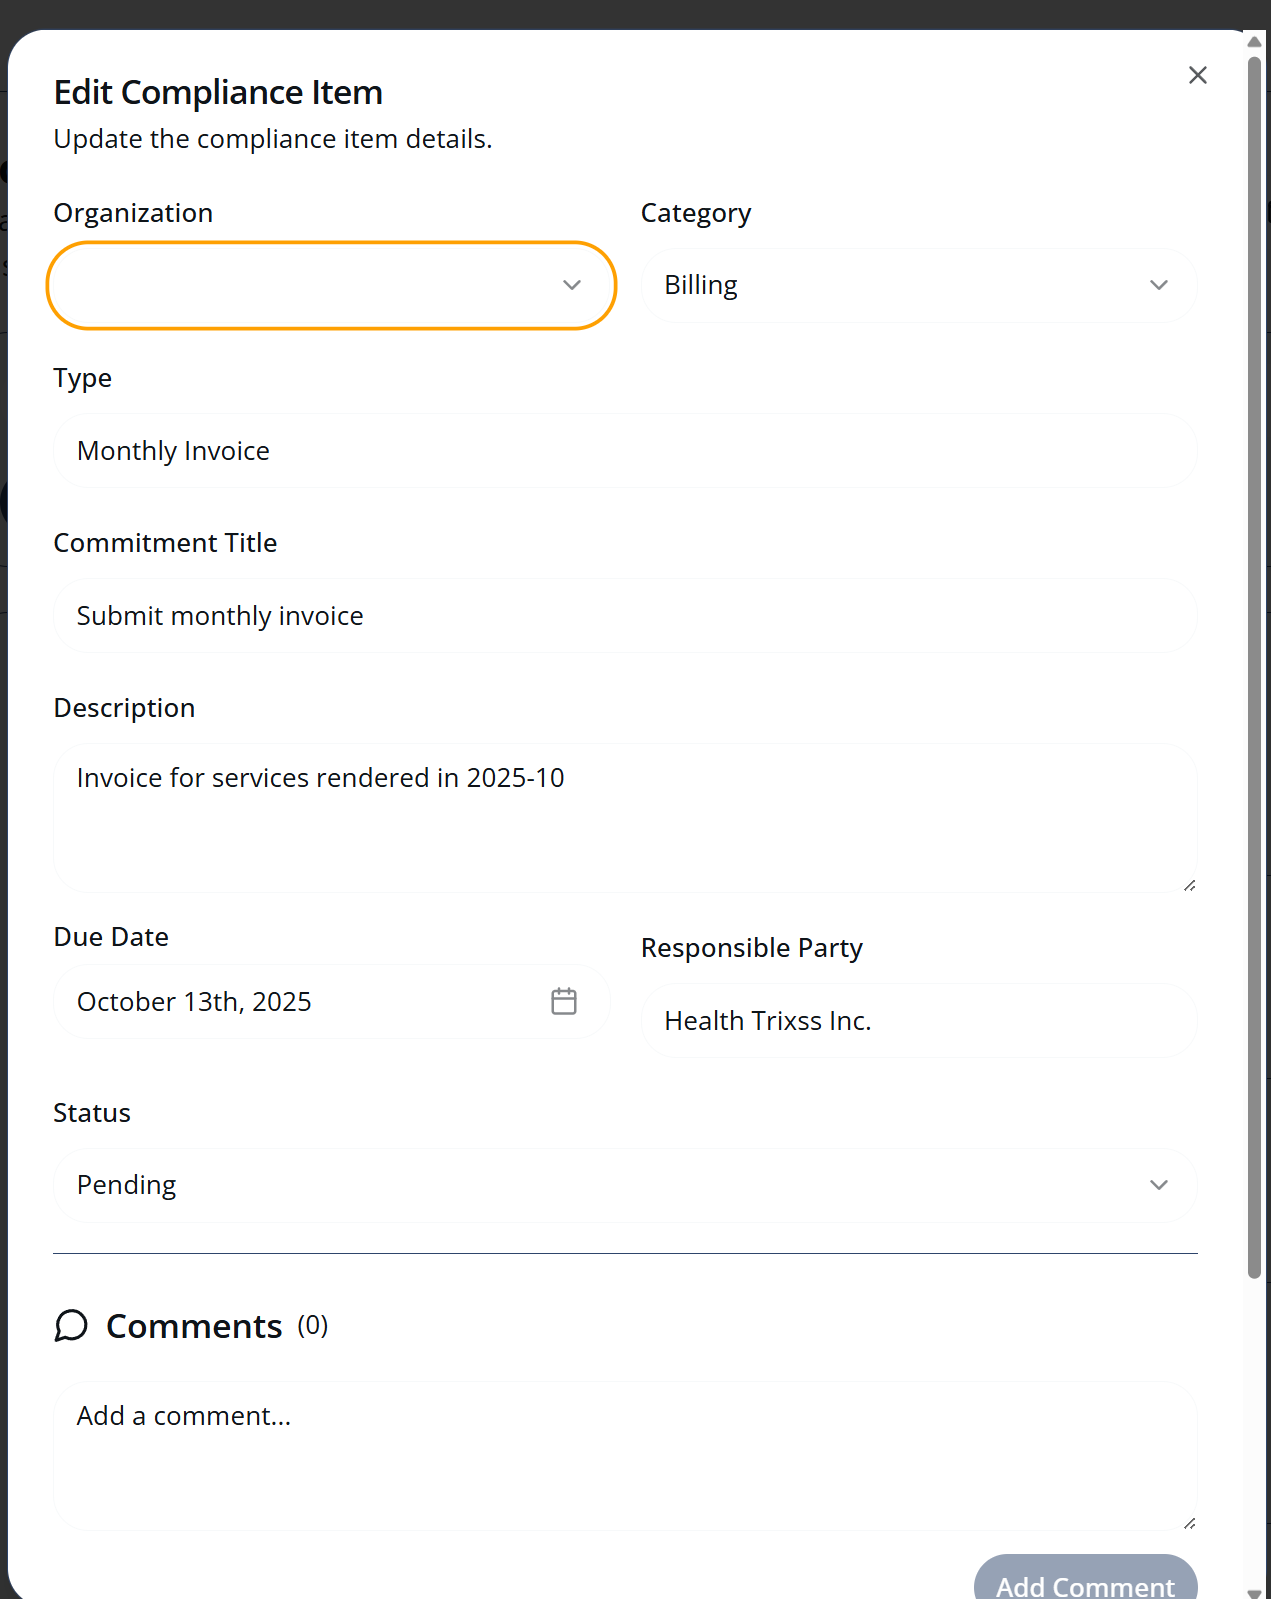 Edit Compliance Item
Update the compliance item details.
Organization
Category
Billing
Type
Monthly Invoice
Commitment Title
Submit monthly invoice
Description
Invoice for services rendered in 2025-10
Due Date
Responsible Party
October 13th, 2025
Health Trixss Inc.
Status
Pending
Comments (0)
Add a comment...
Add Comment